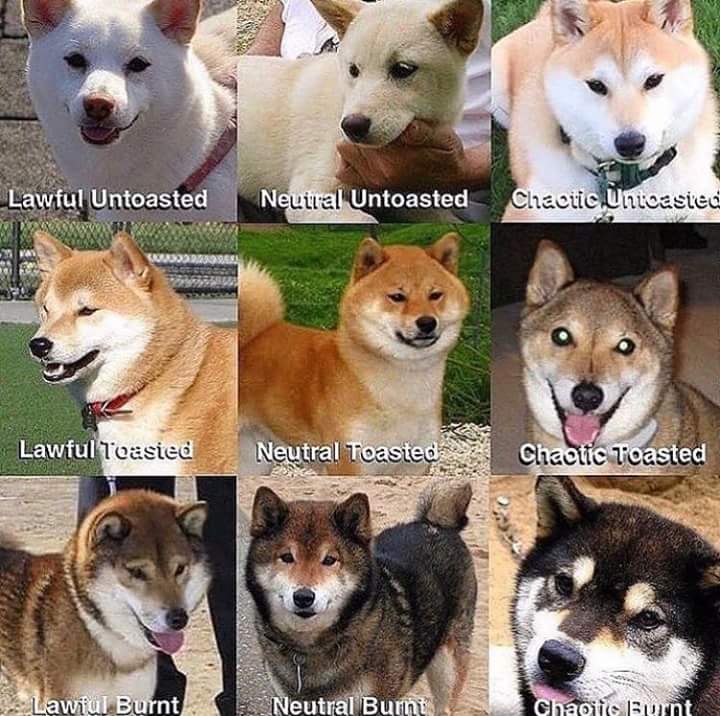 Lawful Untoasted
Neutral Untoasted
Chaotic Untoasted
Lawful Toasted
Neutral Toasted
Chaotic Toasted
Lawful Burnt
Neutral Burnt
Chaotic Burnt